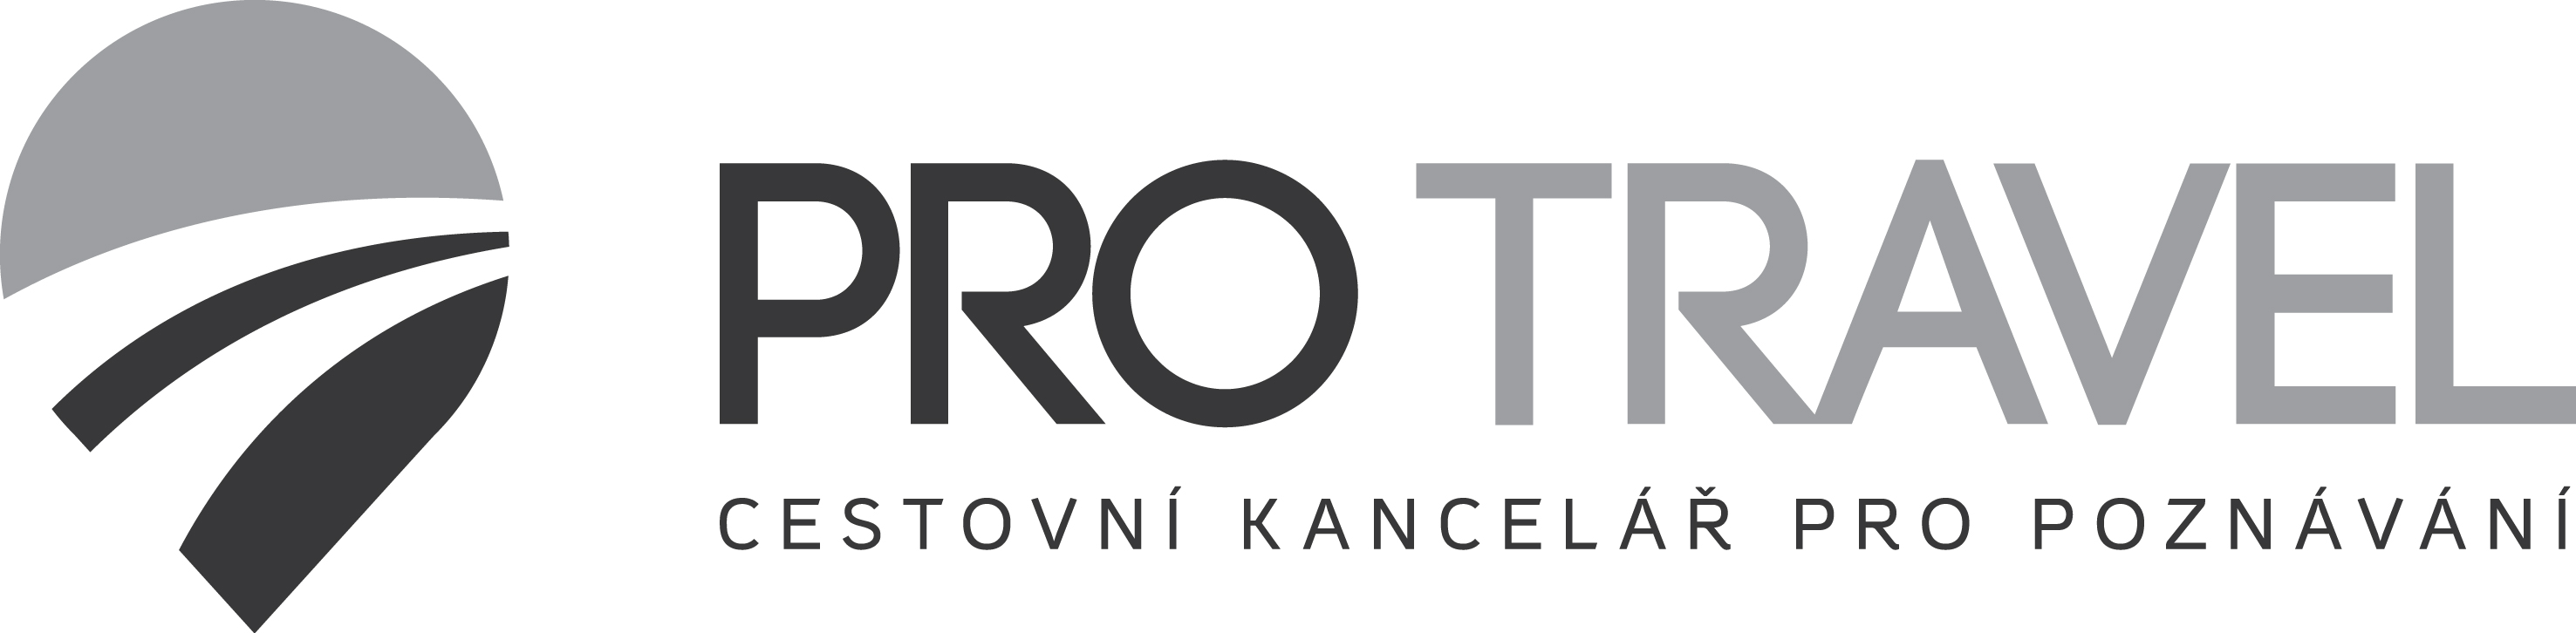 PRO TRAVEL
CESTOVNÍ KANCELÁŘ PRO POZNÁVÁNÍ